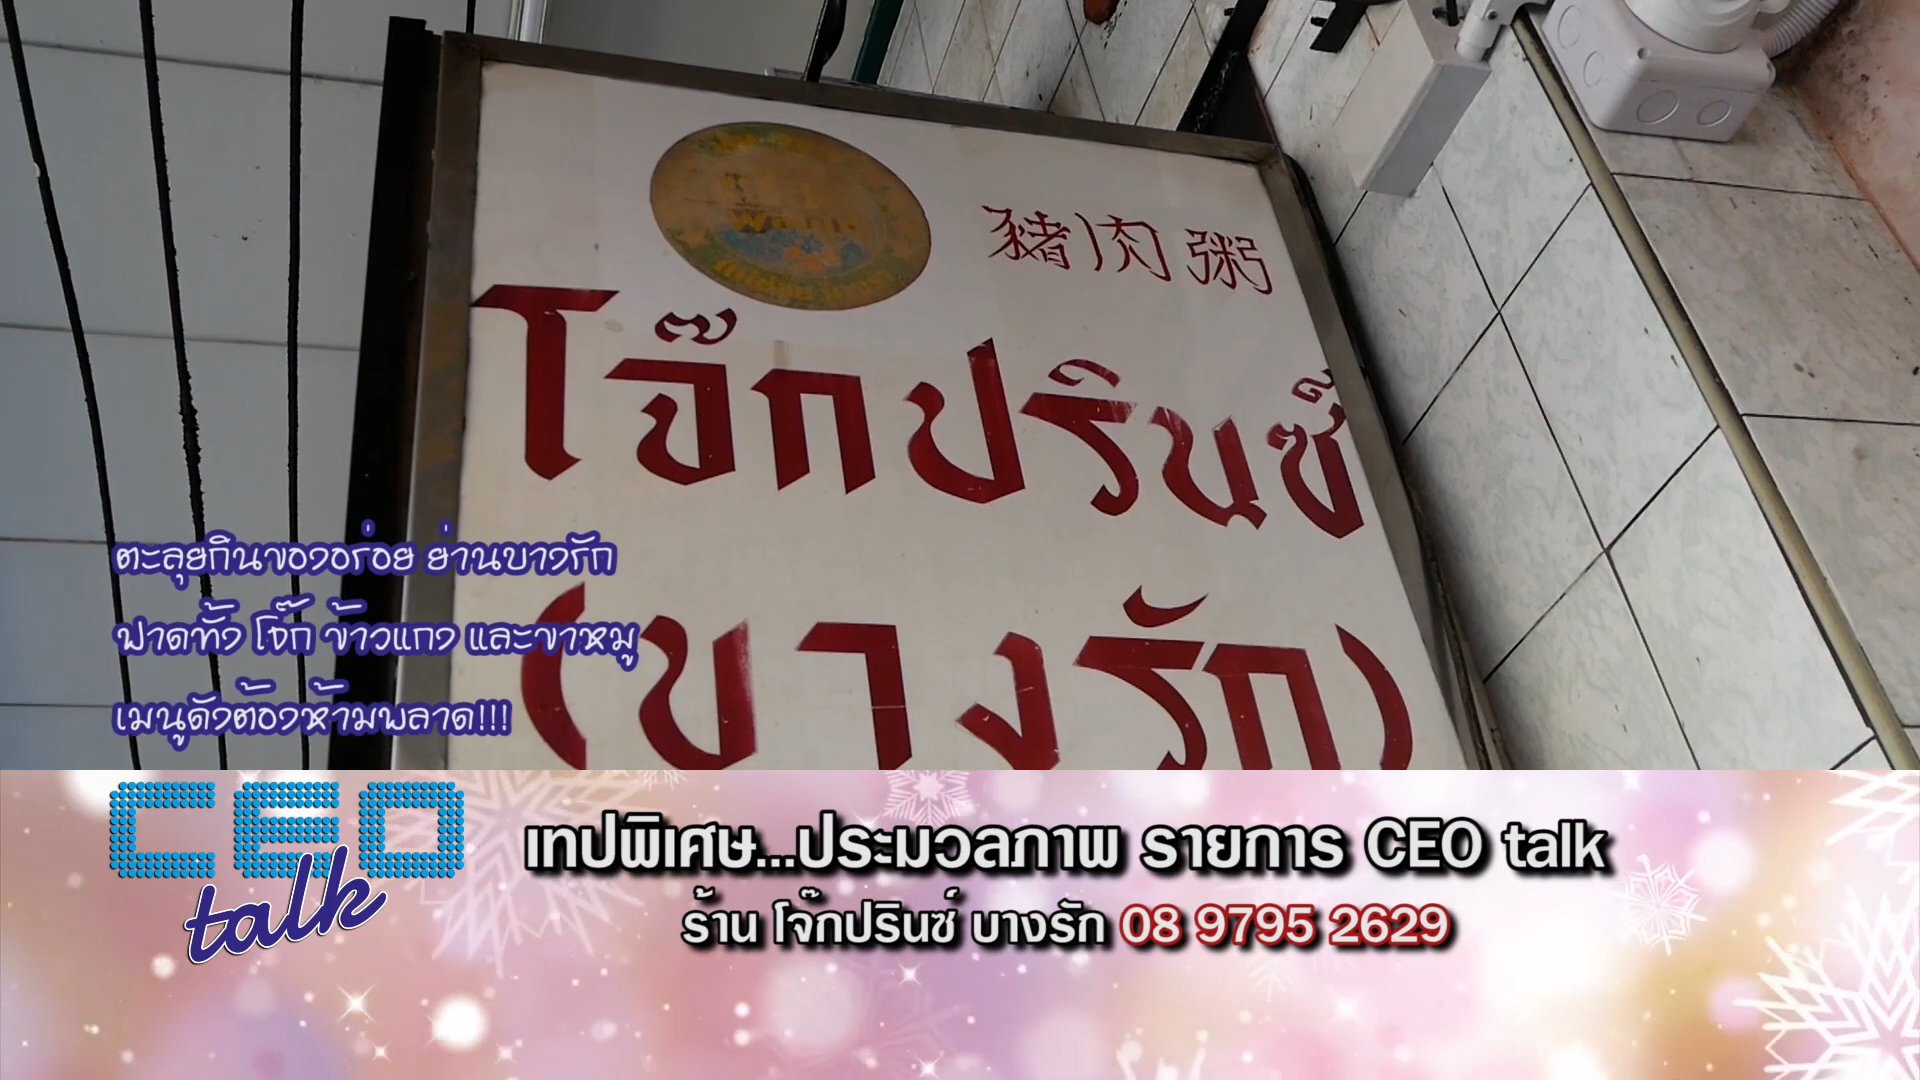 豬肉粥
โจ๊กปรินซ์
(บางรัก)
ตะลุยกินของอร่อย ย่านบางรัก
ฟาดทั้ง โจ๊ก ข้าวแกง และขาหมู
เมนูดังต้องห้ามพลาด!!!
CEO talk
เทปพิเศษ...ประมวลภาพ รายการ CEO talk
ร้าน โจ๊กปรินซ์ บางรัก 08 9795 2629